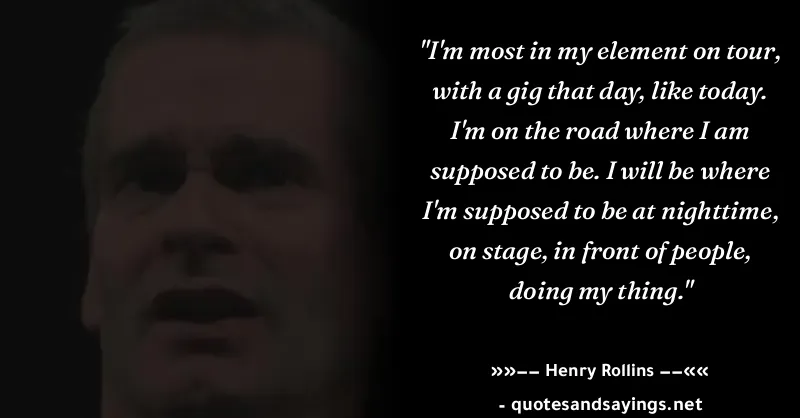 "I'm most in my element on tour,
with a gig that day, like today.
I'm on the road where I am
supposed to be. I will be where
I'm supposed to be at nighttime,
on stage, in front of people,
doing my thing."
»»−− Henry Rollins −−««
- quotesandsayings.net